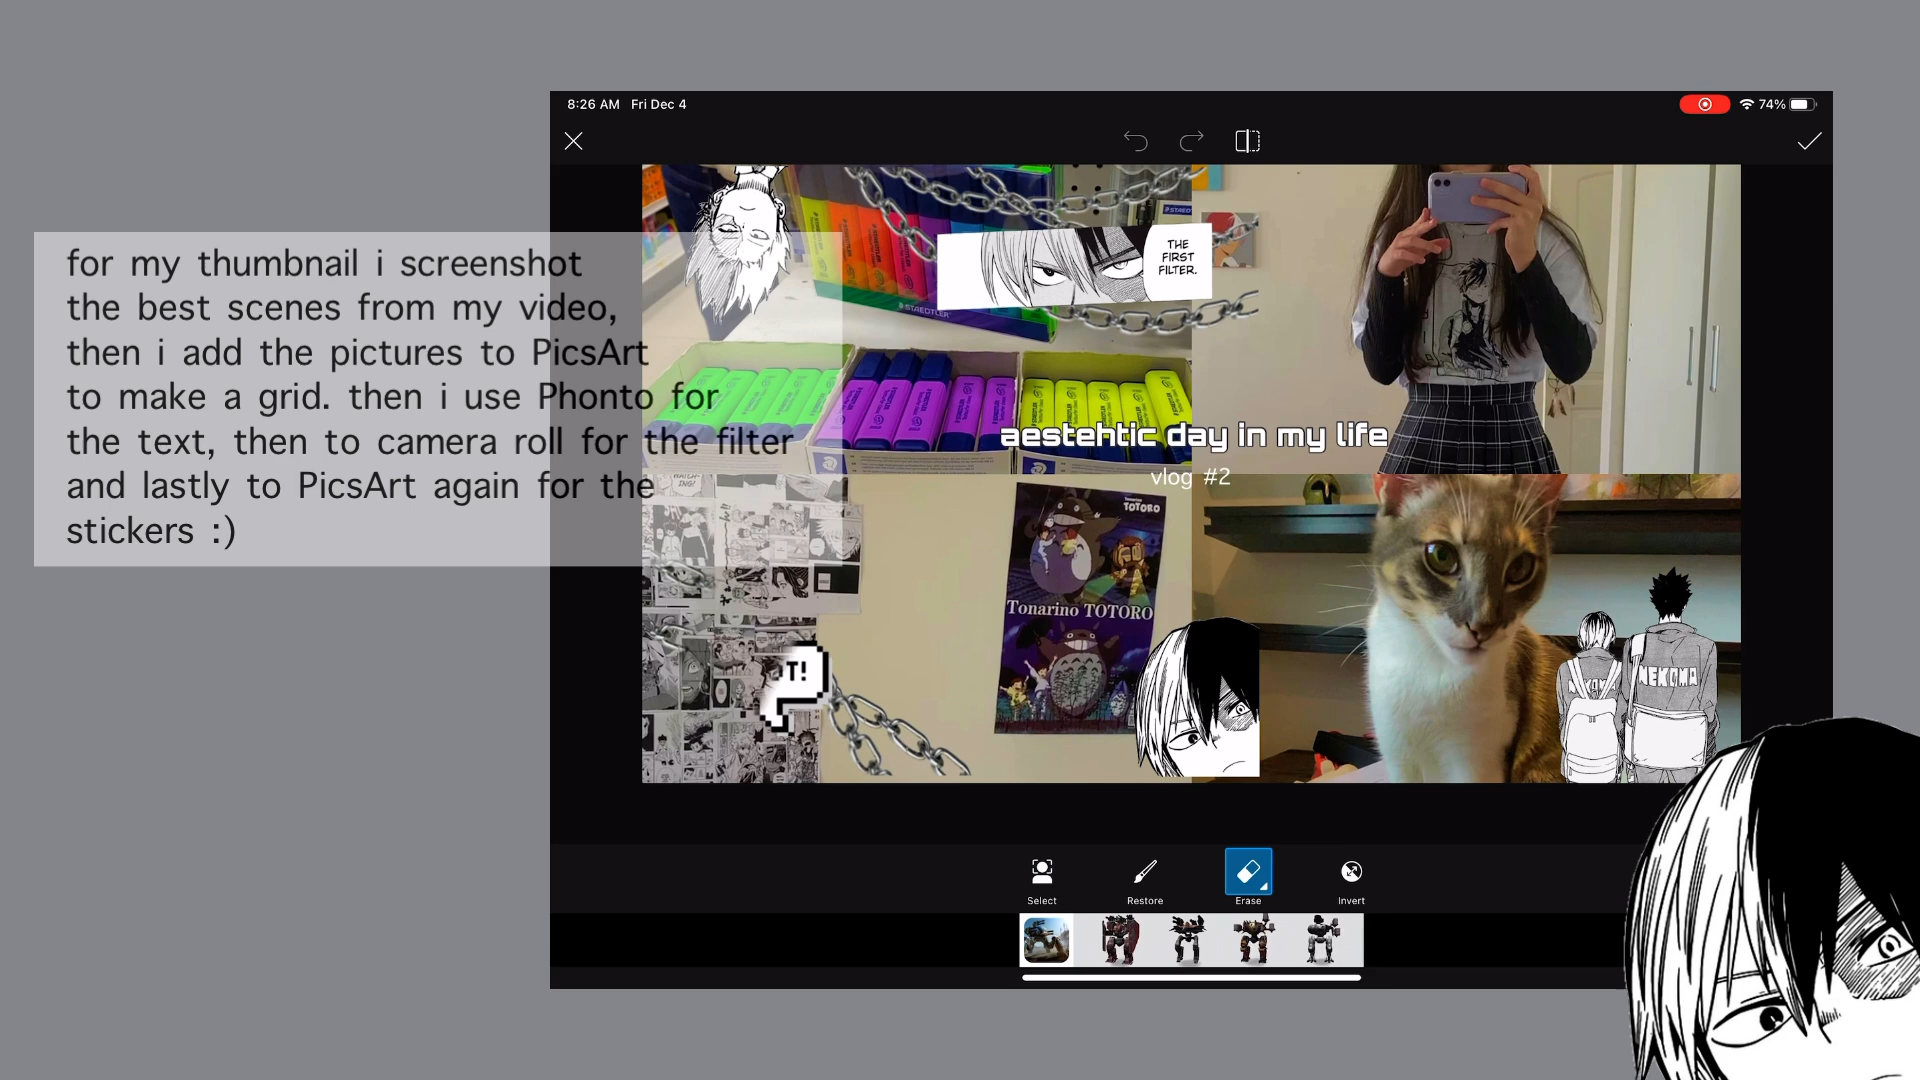 8:26 AM Fri Dec 4
74%
for my thumbnail i screenshot
the best scenes from my video,
then i add the pictures to PicsArt
to make a grid. then i use Phonto for
the text, then to camera roll for the filter
and lastly to PicsArt again for the
stickers :)
THE
FIRST
FILTER.
STAEDTLER
aestehtic day in my life
vlog #2
TOTORO
Tonarino TOTORO
T!
NEKOMA
Select
Restore
Erase
Invert